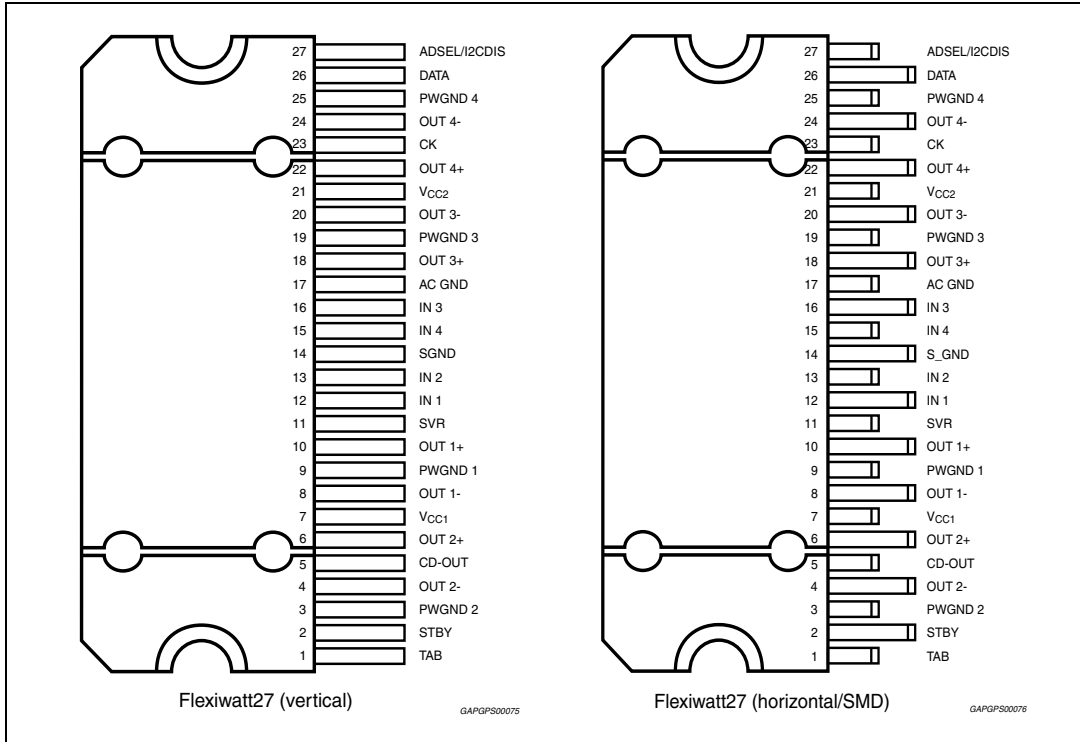 27 ADSEL/I2CDIS
26 DATA
25 PWGND 4
24 OUT 4-
23 CK
22 OUT 4+
21 VCC2
20 OUT 3-
19 PWGND 3
18 OUT 3+
17 AC GND
16 IN 3
15 IN 4
14 SGND
13 IN 2
12 IN 1
11 SVR
10 OUT 1+
9 PWGND 1
8 OUT 1-
7 VCC1
6 OUT 2+
5 CD-OUT
4 OUT 2-
3 PWGND 2
2 STBY
1 TAB
Flexiwatt27 (vertical)
GAPGPS00075
27 ADSEL/I2CDIS
26 DATA
25 PWGND 4
24 OUT 4-
23 CK
22 OUT 4+
21 VCC2
20 OUT 3-
19 PWGND 3
18 OUT 3+
17 AC GND
16 IN 3
15 IN 4
14 S_GND
13 IN 2
12 IN 1
11 SVR
10 OUT 1+
9 PWGND 1
8 OUT 1-
7 VCC1
6 OUT 2+
5 CD-OUT
4 OUT 2-
3 PWGND 2
2 STBY
1 TAB
Flexiwatt27 (horizontal/SMD)
GAPGPS00076